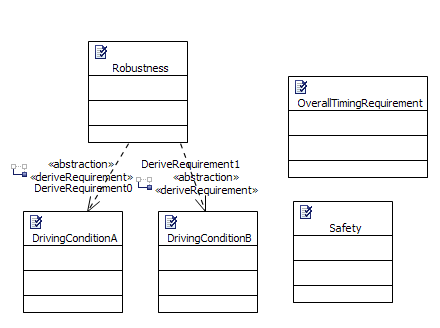 Robustness
OverallTimingRequirement
«abstraction»
«deriveRequirement»
DeriveRequirement0
DeriveRequirement1
«abstraction»
«deriveRequirement»
DrivingConditionA
DrivingConditionB
Safety